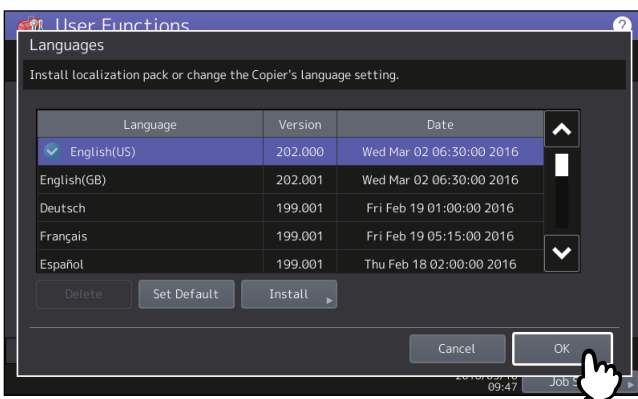 User Functions
?
Languages
Install localization pack or change the Copier's language setting.
Language Version Date
English(US) 202.000 Wed Mar 02 06:30:00 2016
English(GB) 202.001 Wed Mar 02 06:30:00 2016
Deutsch 199.001 Fri Feb 19 01:00:00 2016
Français 199.001 Fri Feb 19 05:15:00 2016
Español 199.001 Thu Feb 18 02:00:00 2016
Delete Set Default Install
Cancel OK
09:47 Job